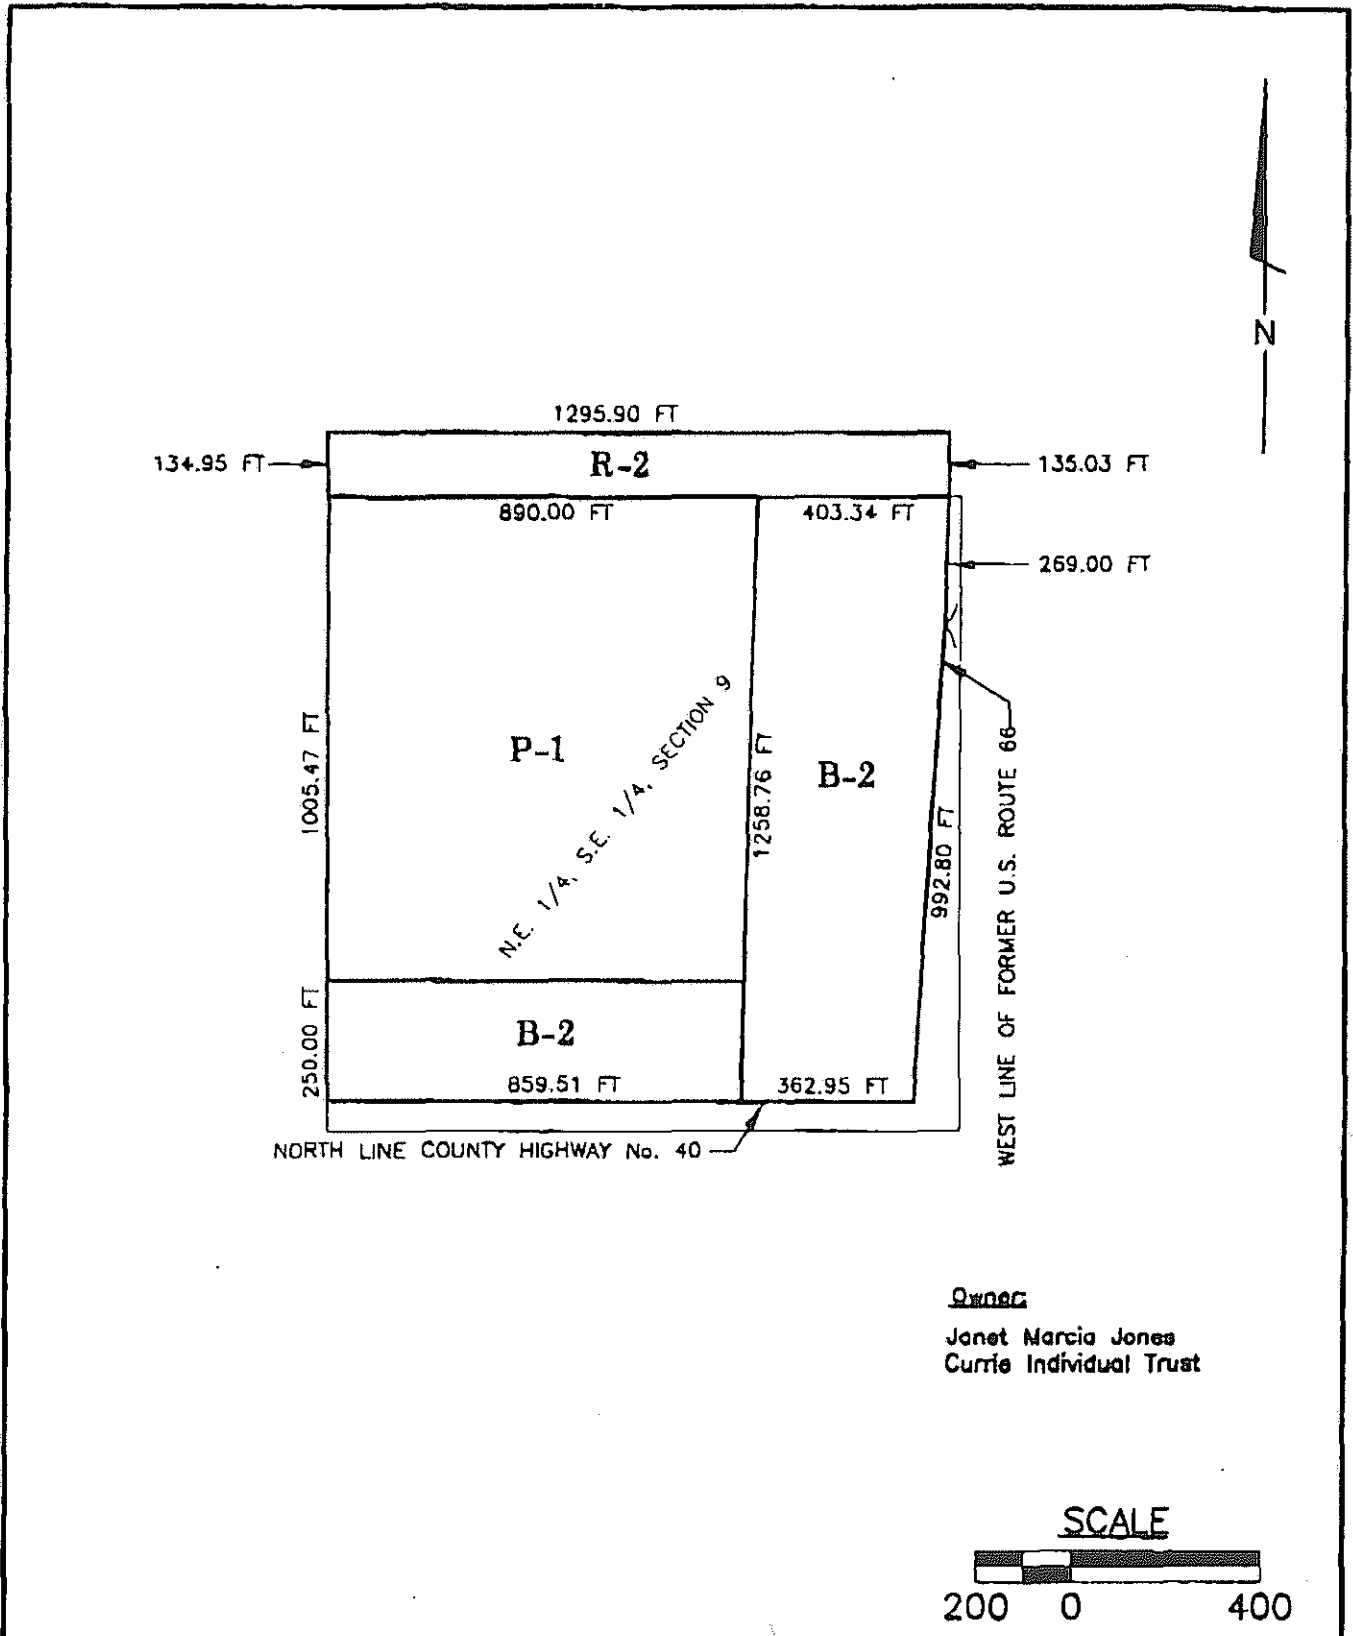 N
1295.90 FT
134.95 FT
R-2
135.03 FT
890.00 FT
403.34 FT
269.00 FT
1005.47 FT
P-1
N.E. 1/4, S.E. 1/4, SECTION 9
1258.76 FT
B-2
992.80 FT
WEST LINE OF FORMER U.S. ROUTE 66
250.00 FT
B-2
859.51 FT
362.95 FT
NORTH LINE COUNTY HIGHWAY No. 40
Owner:
Janet Marcia Jones
Currie Individual Trust
SCALE
200 0 400